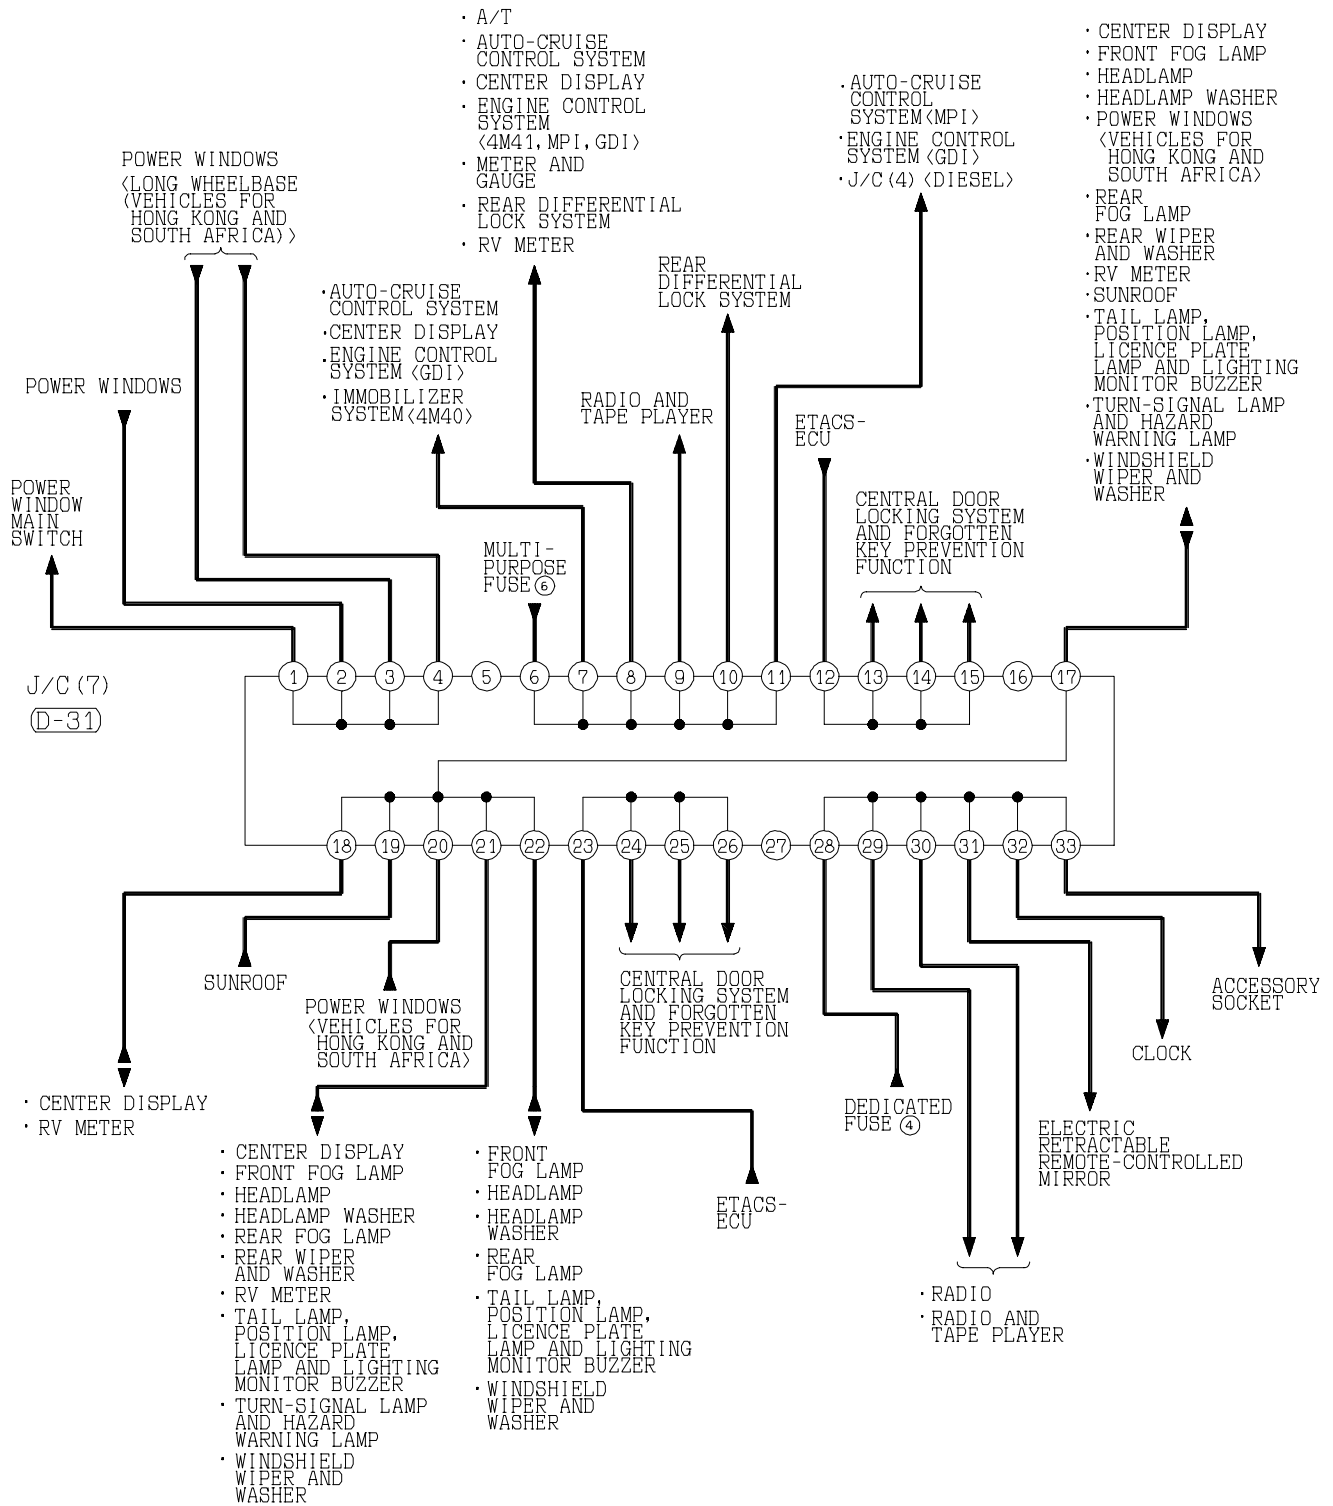 · A/T
· AUTO-CRUISE
CONTROL SYSTEM
· CENTER DISPLAY
· ENGINE CONTROL
SYSTEM
<4M41, MPI, GDI>
· METER AND
GAUGE
· REAR DIFFERENTIAL
LOCK SYSTEM
· RV METER
· AUTO-CRUISE
CONTROL
SYSTEM<MPI>
· ENGINE CONTROL
SYSTEM <GDI>
· J/C (4) <DIESEL>
· CENTER DISPLAY
· FRONT FOG LAMP
· HEADLAMP
· HEADLAMP WASHER
· POWER WINDOWS
<VEHICLES FOR
HONG KONG AND
SOUTH AFRICA>
· REAR
FOG LAMP
· REAR WIPER
AND WASHER
· RV METER
· SUNROOF
· TAIL LAMP,
POSITION LAMP,
LICENCE PLATE
LAMP AND LIGHTING
MONITOR BUZZER
· TURN-SIGNAL LAMP
AND HAZARD
WARNING LAMP
· WINDSHIELD
WIPER AND
WASHER
POWER WINDOWS
<LONG WHEELBASE
(VEHICLES FOR
HONG KONG AND
SOUTH AFRICA)>
· AUTO-CRUISE
CONTROL SYSTEM
· CENTER DISPLAY
· ENGINE CONTROL
SYSTEM <GDI>
· IMMOBILIZER
SYSTEM<4M40>
REAR
DIFFERENTIAL
LOCK SYSTEM
POWER WINDOWS
RADIO AND
TAPE PLAYER
ETACS-
ECU
POWER
WINDOW
MAIN
SWITCH
MULTI-
PURPOSE
FUSE ⑥
CENTRAL DOOR
LOCKING SYSTEM
AND FORGOTTEN
KEY PREVENTION
FUNCTION
1 2 3 4 5 6 7 8 9 10 11 12 13 14 15 16 17
J/C (7)
D-31
18 19 20 21 22 23 24 25 26 27 28 29 30 31 32 33
SUNROOF
POWER WINDOWS
<VEHICLES FOR
HONG KONG AND
SOUTH AFRICA>
CENTRAL DOOR
LOCKING SYSTEM
AND FORGOTTEN
KEY PREVENTION
FUNCTION
ACCESSORY
SOCKET
CLOCK
· CENTER DISPLAY
· RV METER
DEDICATED
FUSE ④
ELECTRIC
RETRACTABLE
REMOTE-CONTROLLED
MIRROR
· CENTER DISPLAY
· FRONT FOG LAMP
· HEADLAMP
· HEADLAMP WASHER
· REAR FOG LAMP
· REAR WIPER
AND WASHER
· RV METER
· TAIL LAMP,
POSITION LAMP,
LICENCE PLATE
LAMP AND LIGHTING
MONITOR BUZZER
· TURN-SIGNAL LAMP
AND HAZARD
WARNING LAMP
· WINDSHIELD
WIPER AND
WASHER
· FRONT
FOG LAMP
· HEADLAMP
· HEADLAMP
WASHER
· REAR
FOG LAMP
· TAIL LAMP,
POSITION LAMP,
LICENCE PLATE
LAMP AND LIGHTING
MONITOR BUZZER
· WINDSHIELD
WIPER AND
WASHER
ETACS-
ECU
· RADIO
· RADIO AND
TAPE PLAYER